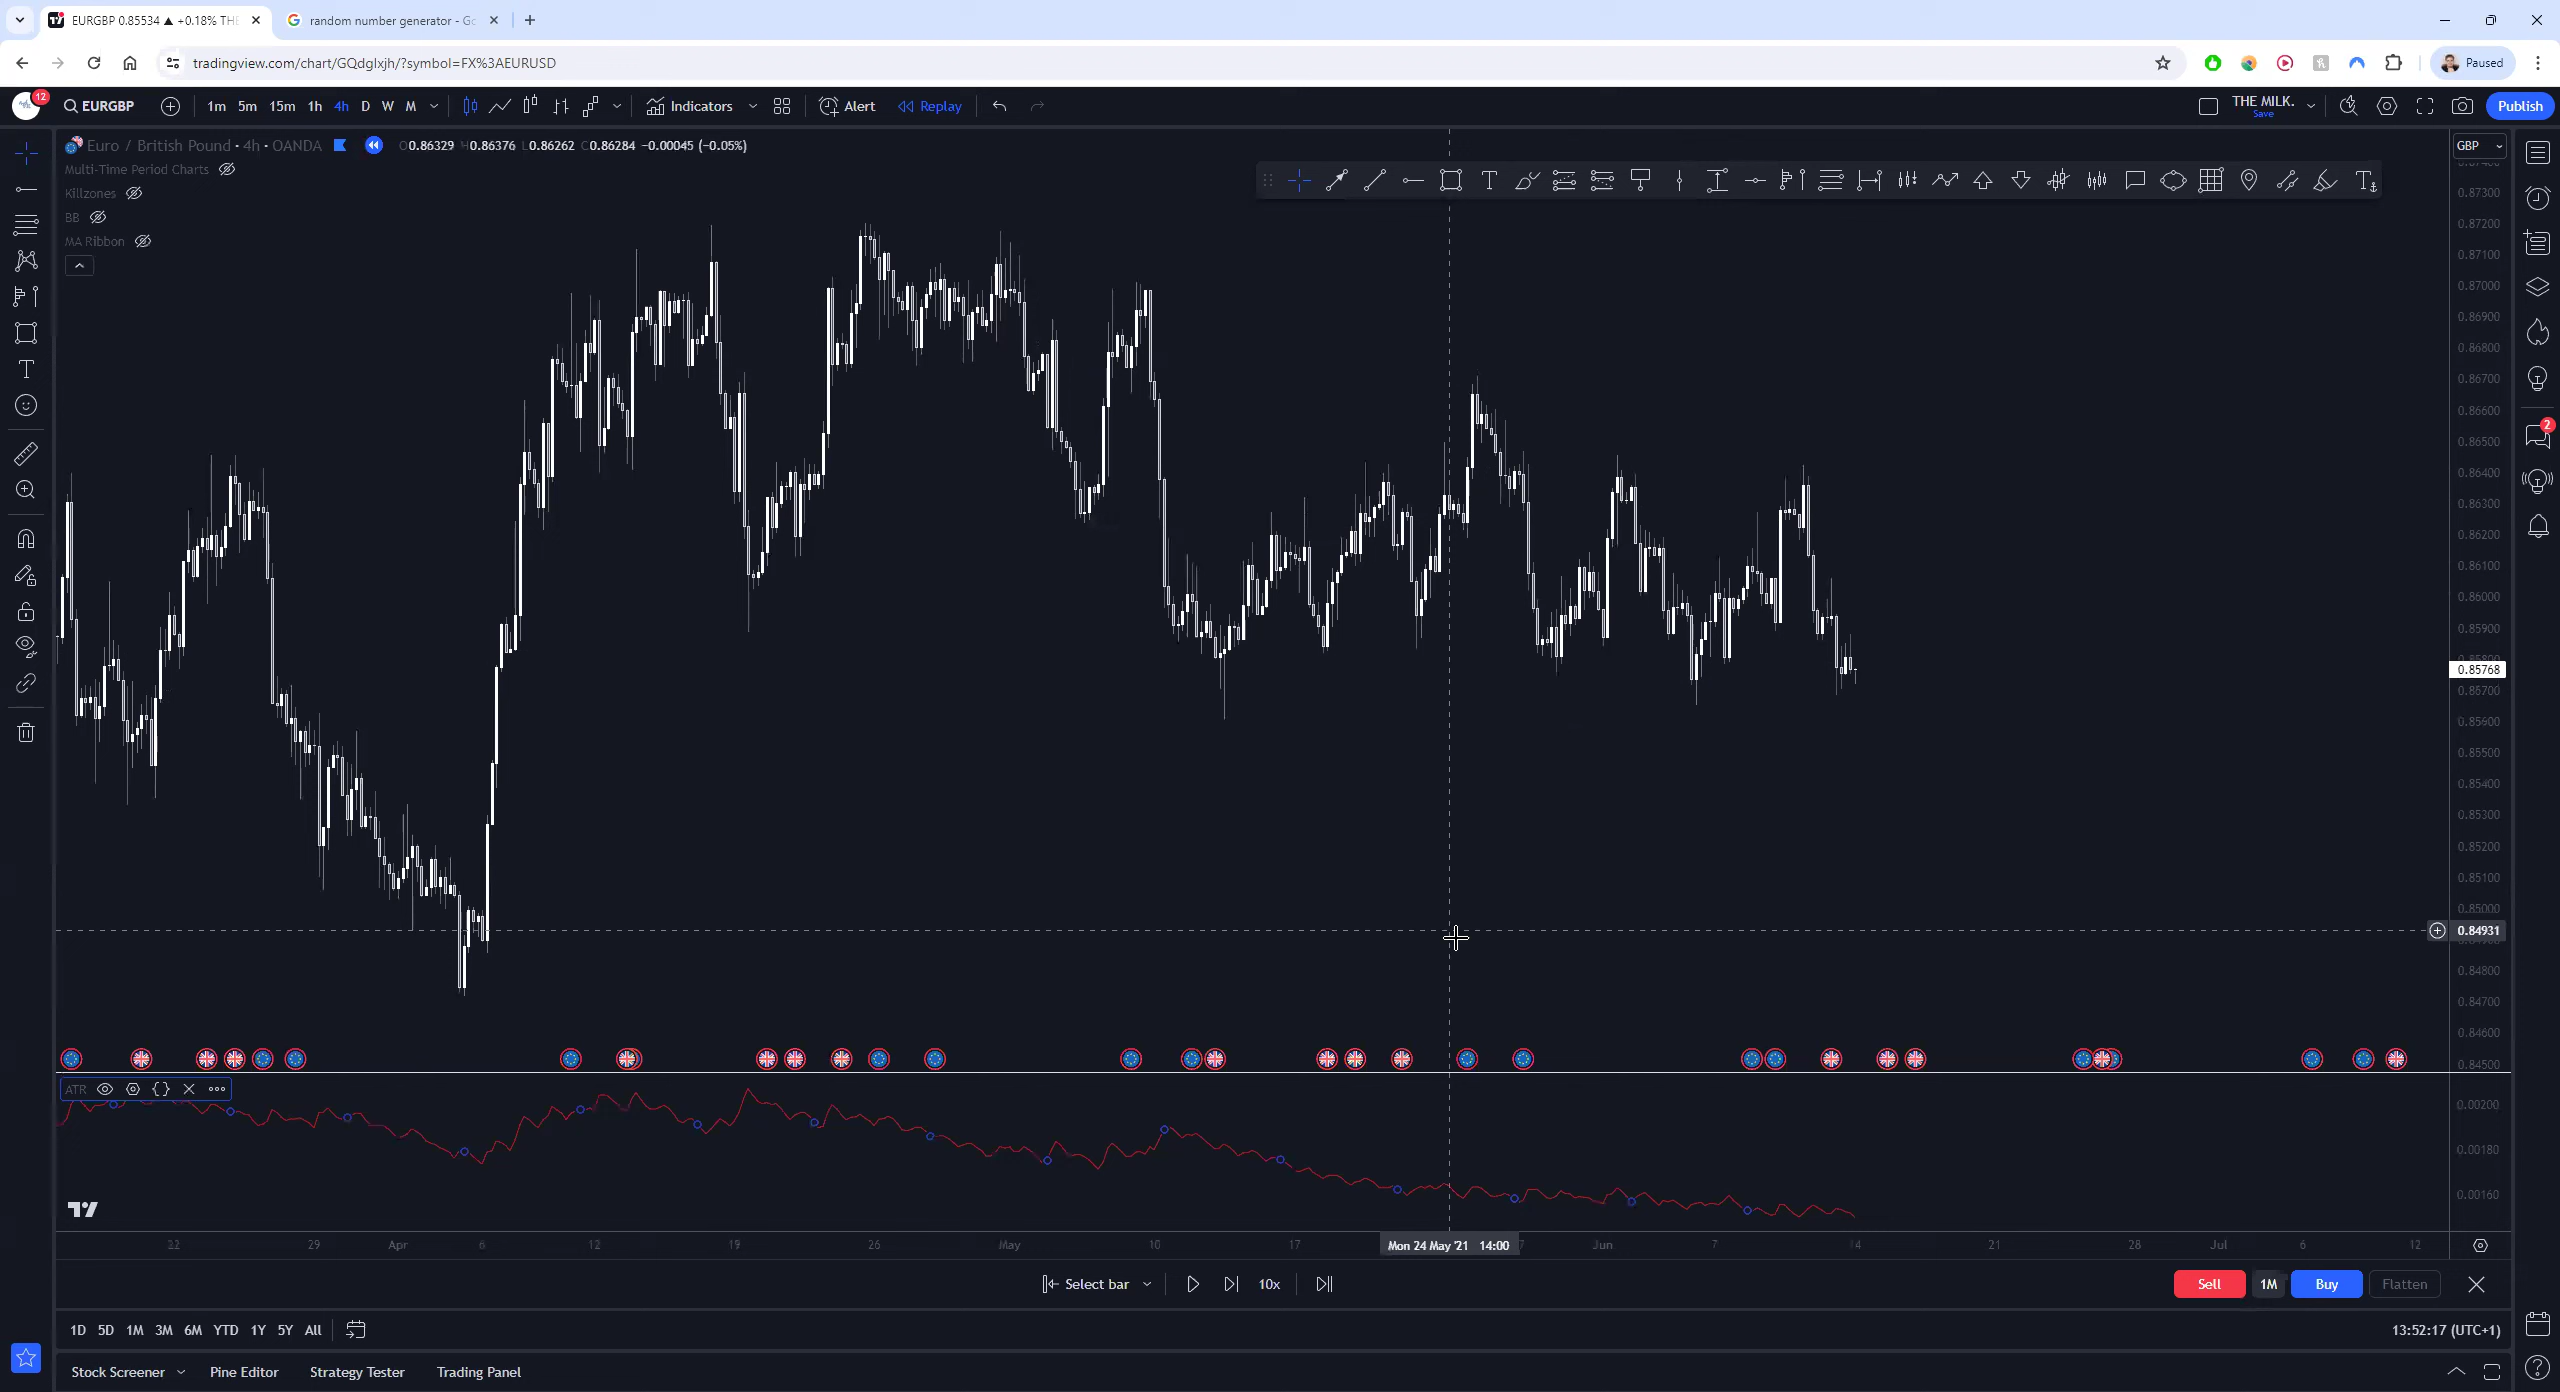 EURGBP 0.85534 ▲ +0.18% THE
random number generator - Go
tradingview.com/chart/GQdglxjh/?symbol=FX%3AEURUSD
Paused
12
EURGBP
1m 5m 15m 1h 4h D W M
Indicators
Alert
Replay
THE MILK.
Save
Publish
Euro / British Pound · 4h · OANDA
O0.86329 H0.86376 L0.86262 C0.86284 −0.00045 (−0.05%)
GBP
Multi-Time Period Charts
Killzones
BB
MA Ribbon
0.87300
0.87200
0.87100
0.87000
0.86900
0.86800
0.86700
0.86600
0.86500
2
0.86400
0.86300
0.86200
0.86100
0.86000
0.85900
0.85768
0.85700
0.85600
0.85500
0.85400
0.85300
0.85200
0.85100
0.85000
0.84931
0.84800
0.84700
0.84600
0.84500
ATR
0.00200
0.00180
0.00160
22 29 Apr 6 12 19 26 May 10 17 Mon 24 May '21 14:00 Jun 7 14 21 28 Jul 6 12
Select bar
10x
Sell 1M Buy Flatten
1D 5D 1M 3M 6M YTD 1Y 5Y All
13:52:17 (UTC+1)
Stock Screener Pine Editor Strategy Tester Trading Panel